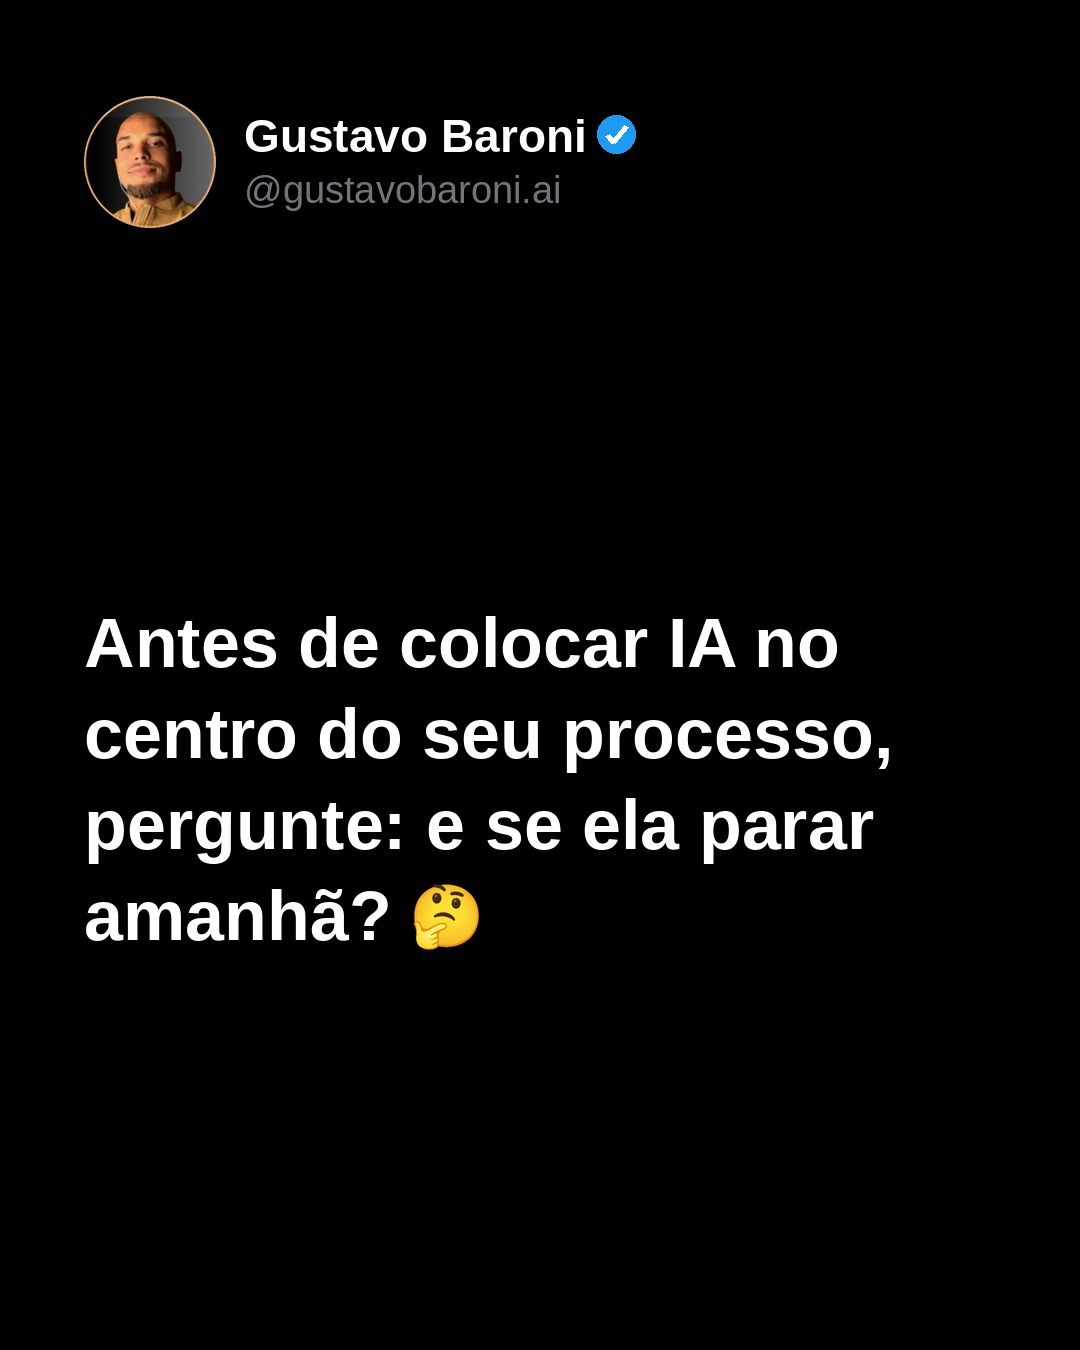 Gustavo Baroni
@gustavobaroni.ai
Antes de colocar IA no
centro do seu processo,
pergunte: e se ela parar
amanhã? 🤔